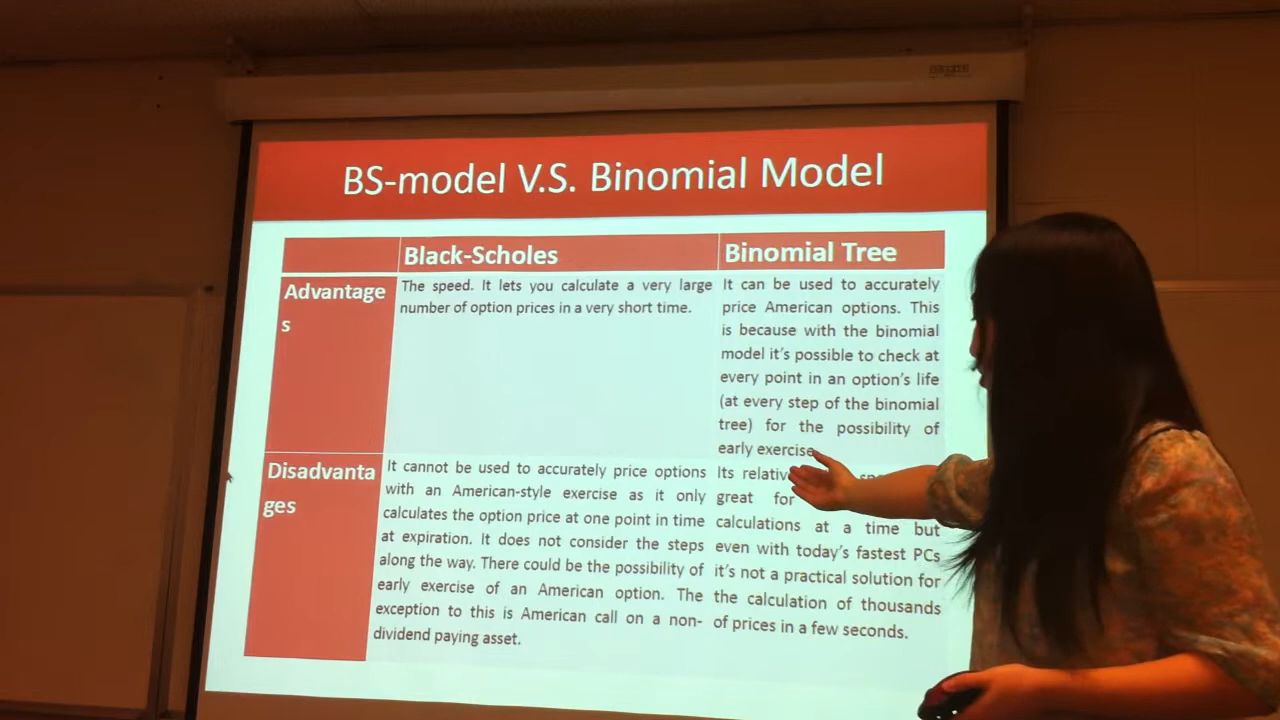 BS-model V.S. Binomial Model
Black-Scholes
Binomial Tree
Advantage
s
The speed. It lets you calculate a very large
number of option prices in a very short time.
It can be used to accurately
price American options. This
is because with the binomial
model it's possible to check at
every point in an option's life
(at every step of the binomial
tree) for the possibility of
early exercise
Disadvanta
ges
It cannot be used to accurately price options
with an American-style exercise as it only
calculates the option price at one point in time
at expiration. It does not consider the steps
along the way. There could be the possibility of
early exercise of an American option. The
exception to this is American call on a non-
dividend paying asset.
Its
great for
calculations at a time but
even with today's fastest PCs
it's not a practical solution for
the calculation of thousands
of prices in a few seconds.